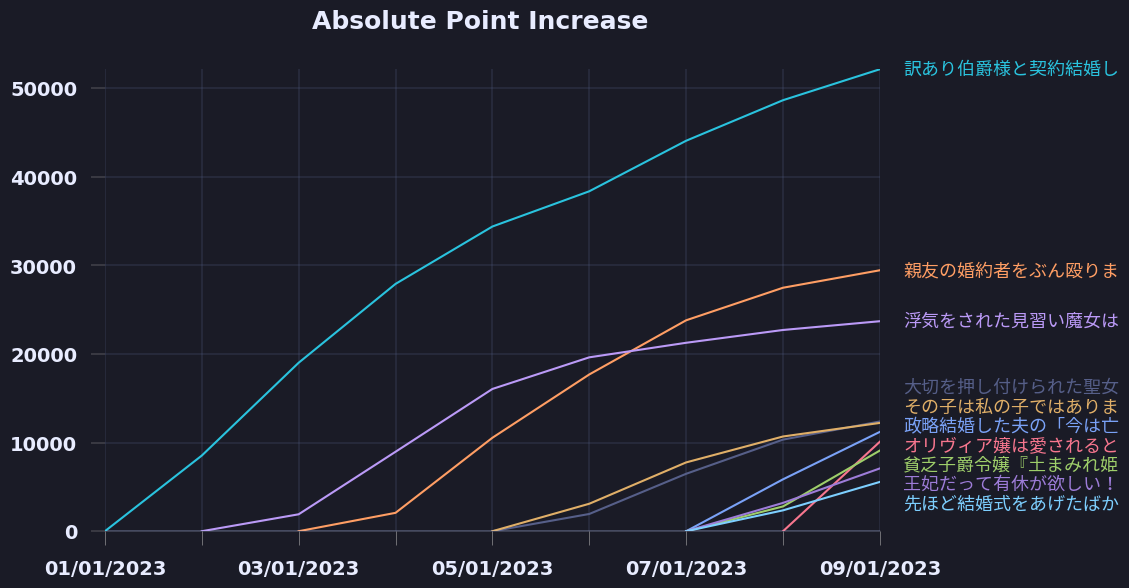 Absolute Point Increase
50000
40000
30000
20000
10000
0
01/01/2023
03/01/2023
05/01/2023
07/01/2023
09/01/2023
訳あり伯爵様と契約結婚し
親友の婚約者をぶん殴りま
浮気をされた見習い魔女は
大切を押し付けられた聖女
その子は私の子ではありま
政略結婚した夫の「今は亡
オリヴィア嬢は愛されると
貧乏子爵令嬢『土まみれ姫
王妃だって有休が欲しい！
先ほど結婚式をあげたばか